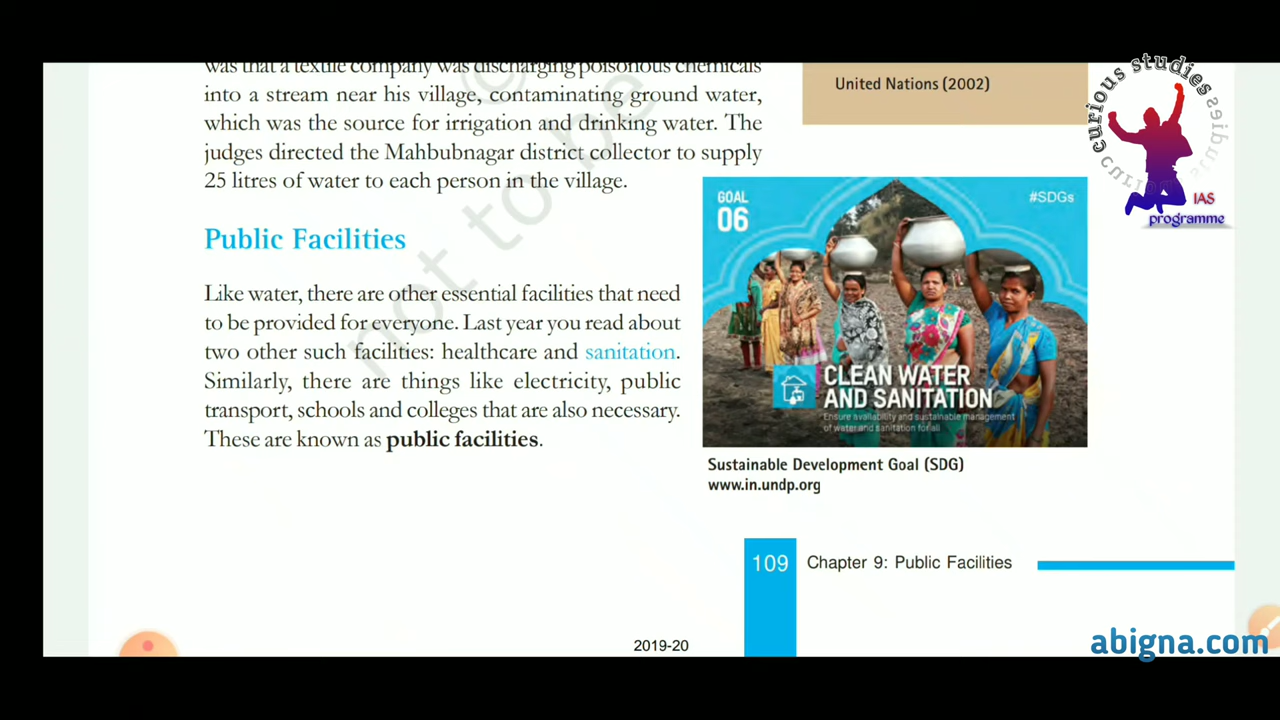 was that a textile company was discharging poisonous chemicals
into a stream near his village, contaminating ground water,
which was the source for irrigation and drinking water. The
judges directed the Mahbubnagar district collector to supply
25 litres of water to each person in the village.
Public Facilities
Like water, there are other essential facilities that need
to be provided for everyone. Last year you read about
two other such facilities: healthcare and sanitation.
Similarly, there are things like electricity, public
transport, schools and colleges that are also necessary.
These are known as public facilities.
not to be
©
United Nations (2002)
GOAL
06
#SDGs
CLEAN WATER
AND SANITATION
Ensure availability and sustainable management
of water and sanitation for all
Sustainable Development Goal (SDG)
www.in.undp.org
109
Chapter 9: Public Facilities
2019-20
curious studies
IAS
programme
abigna.com